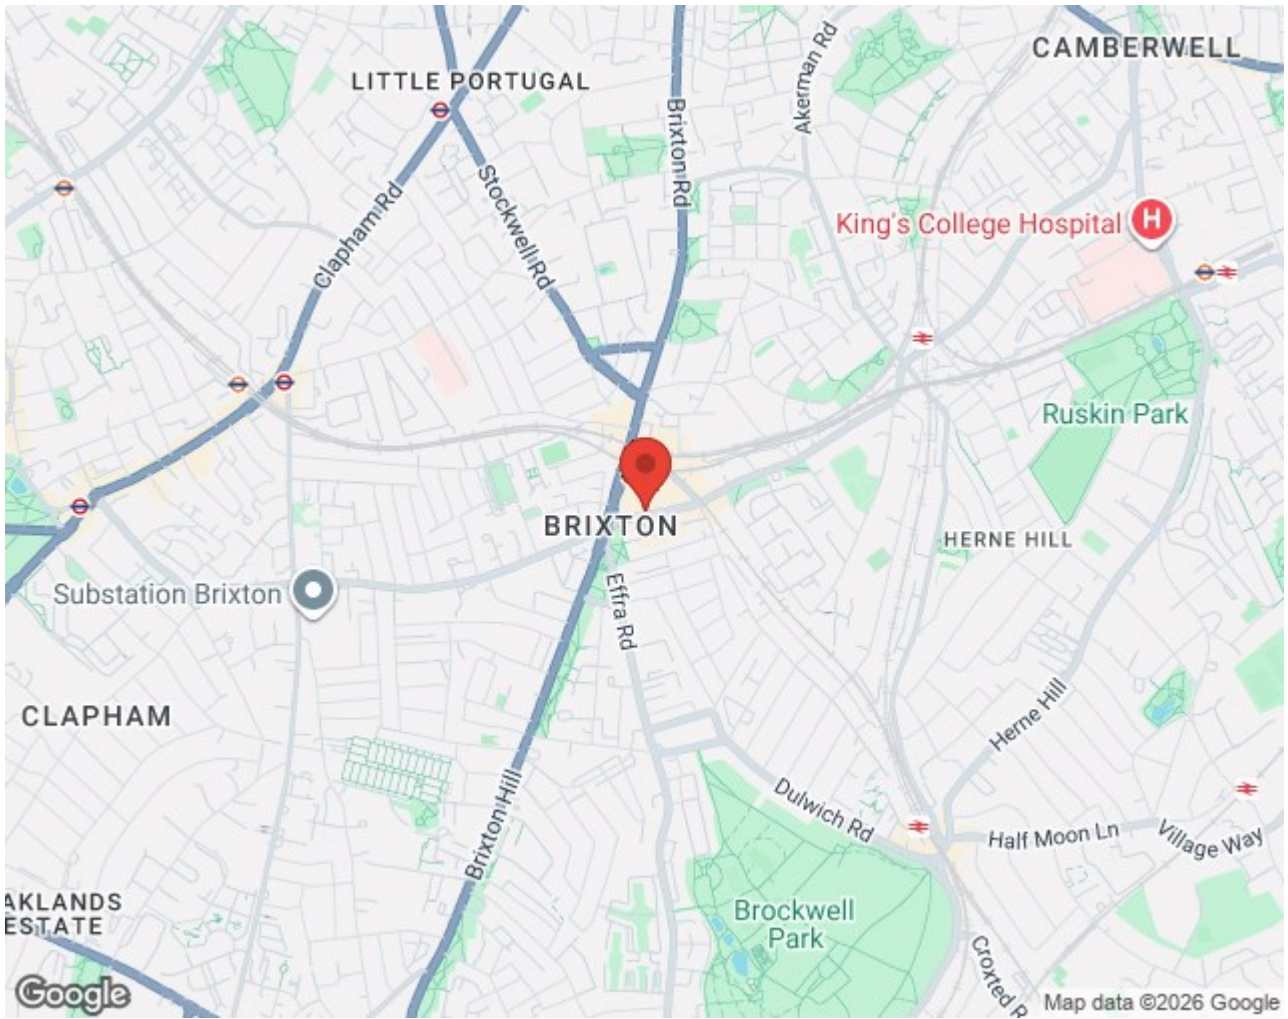 CAMBERWELL
LITTLE PORTUGAL
Akerman Rd
Brixton Rd
Stockwell Rd
Clapham Rd
King's College Hospital
H
Ruskin Park
BRIXTON
HERNE HILL
Substation Brixton
Effra Rd
CLAPHAM
Herne Hill
Brixton Hill
Dulwich Rd
Half Moon Ln
Village Way
AKLANDS
ESTATE
Brockwell
Park
Croxted R
Google
Map data ©2026 Google